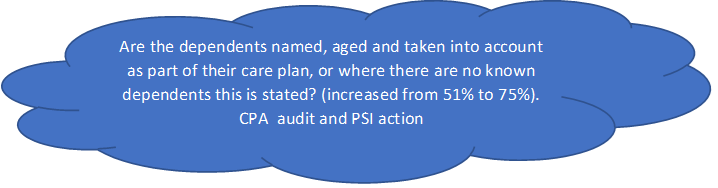 Are the dependents named, aged and taken into account
as part of their care plan, or where there are no known
dependents this is stated? (increased from 51% to 75%).
CPA  audit and PSI action